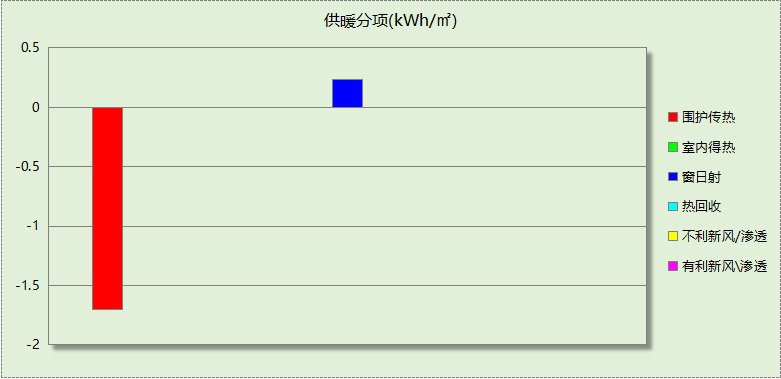 供暖分项(kWh/㎡)
0.5
0
-0.5
-1
-1.5
-2
围护传热
室内得热
窗日射
热回收
不利新风/渗透
有利新风\渗透